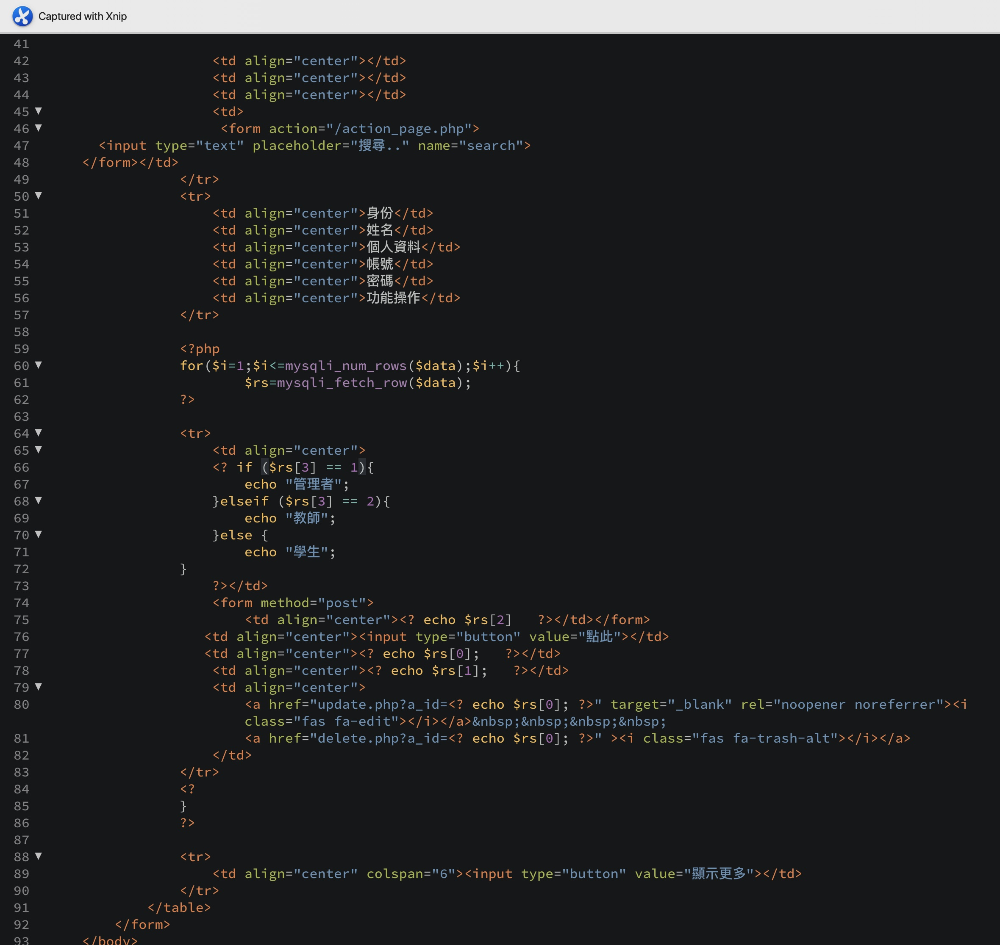 Captured with Xnip
41
42 <td align="center"></td>
43 <td align="center"></td>
44 <td align="center"></td>
45 ▼ <td>
46 ▼ <form action="/action_page.php">
47 <input type="text" placeholder="搜尋.." name="search">
48 </form></td>
49 </tr>
50 ▼ <tr>
51 <td align="center">身份</td>
52 <td align="center">姓名</td>
53 <td align="center">個人資料</td>
54 <td align="center">帳號</td>
55 <td align="center">密碼</td>
56 <td align="center">功能操作</td>
57 </tr>
58
59 <?php
60 ▼ for($i=1;$i<=mysqli_num_rows($data);$i++){
61 $rs=mysqli_fetch_row($data);
62 ?>
63
64 ▼ <tr>
65 ▼ <td align="center">
66 <? if ($rs[3] == 1){
67 echo "管理者";
68 ▼ }elseif ($rs[3] == 2){
69 echo "教師";
70 ▼ }else {
71 echo "學生";
72 }
73 ?></td>
74 <form method="post">
75 <td align="center"><? echo $rs[2]   ?></td></form>
76 <td align="center"><input type="button" value="點此"></td>
77 <td align="center"><? echo $rs[0];   ?></td>
78 <td align="center"><? echo $rs[1];   ?></td>
79 ▼ <td align="center">
80 <a href="update.php?a_id=<? echo $rs[0]; ?>" target="_blank" rel="noopener noreferrer"><i
class="fas fa-edit"></i></a>&nbsp;&nbsp;&nbsp;&nbsp;
81 <a href="delete.php?a_id=<? echo $rs[0]; ?>" ><i class="fas fa-trash-alt"></i></a>
82 </td>
83 </tr>
84 <?
85 }
86 ?>
87
88 ▼ <tr>
89 <td align="center" colspan="6"><input type="button" value="顯示更多"></td>
90 </tr>
91 </table>
92 </form>
93 </body>